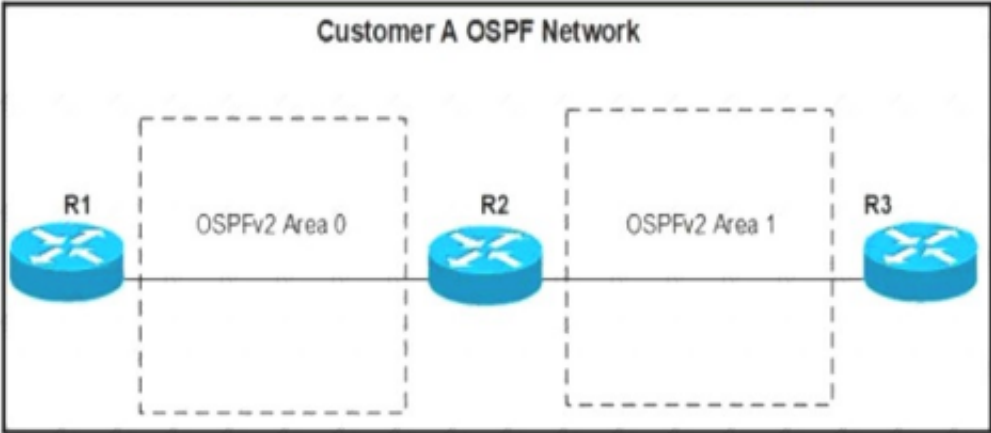 Customer A OSPF Network
R1
OSPFv2 Area 0
R2
OSPFv2 Area 1
R3